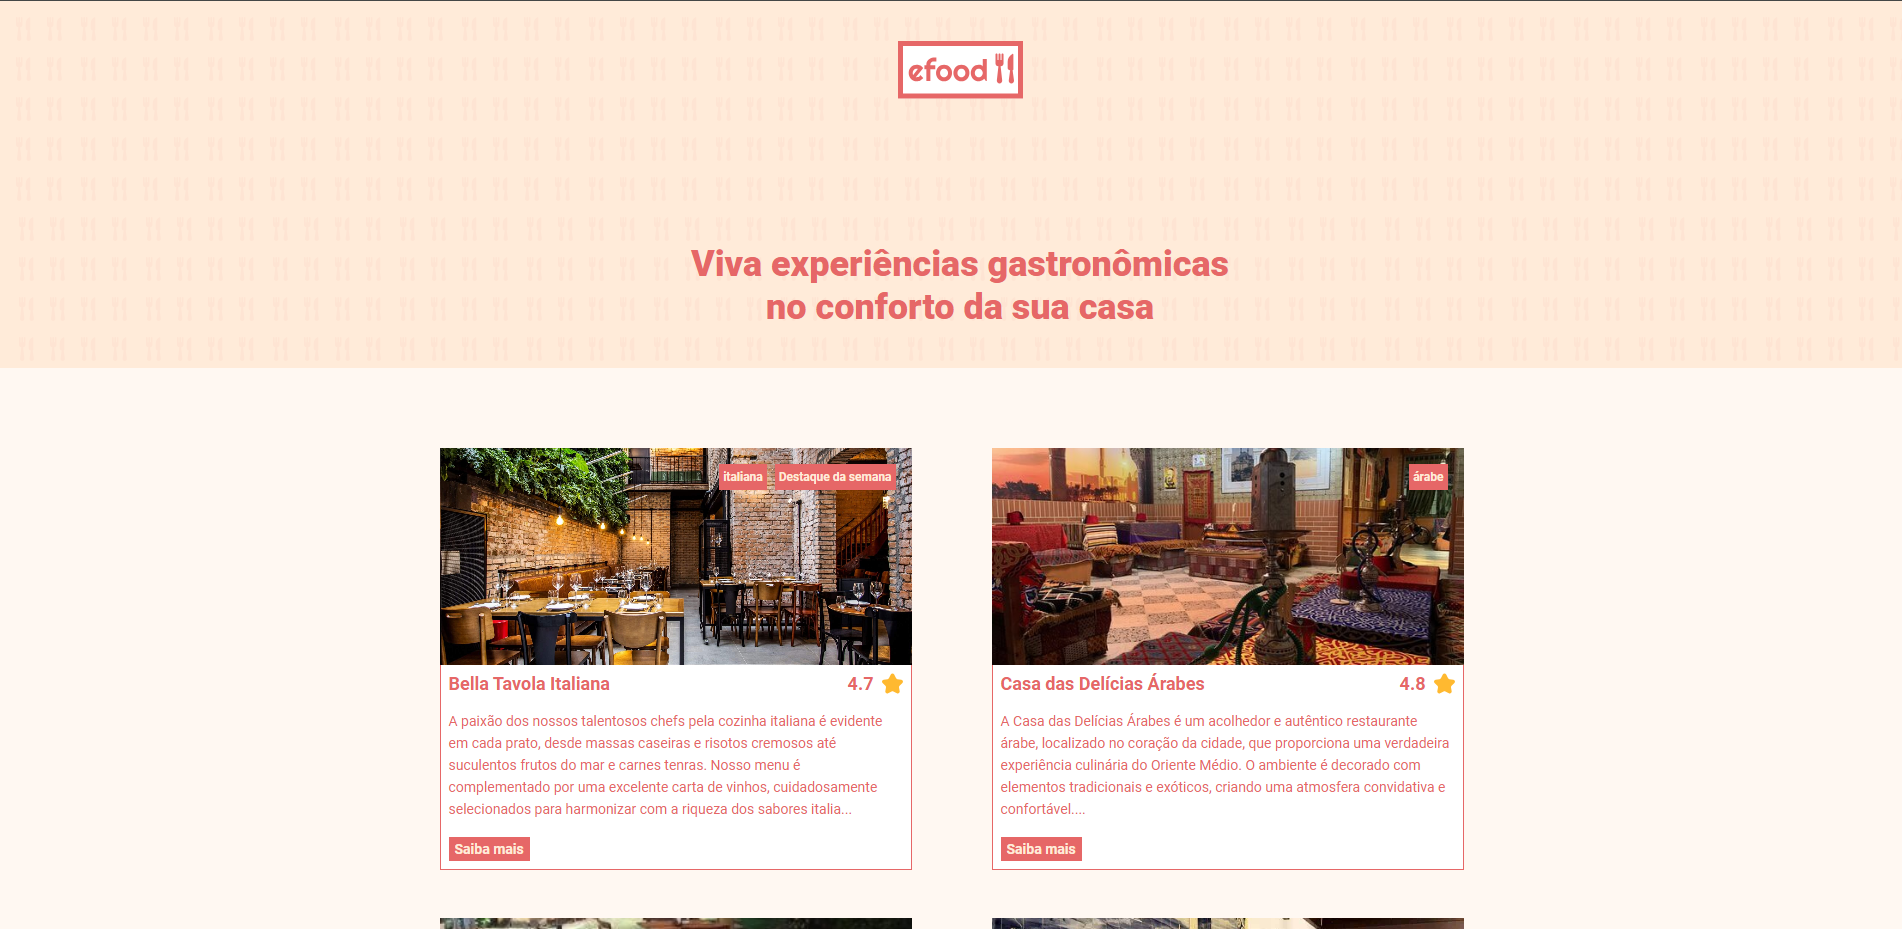 efood
Viva experiências gastronômicas
no conforto da sua casa
italiana
Destaque da semana
Bella Tavola Italiana
4.7
A paixão dos nossos talentosos chefs pela cozinha italiana é evidente
em cada prato, desde massas caseiras e risotos cremosos até
suculentos frutos do mar e carnes tenras. Nosso menu é
complementado por uma excelente carta de vinhos, cuidadosamente
selecionados para harmonizar com a riqueza dos sabores italia...
Saiba mais
árabe
Casa das Delícias Árabes
4.8
A Casa das Delícias Árabes é um acolhedor e autêntico restaurante
árabe, localizado no coração da cidade, que proporciona uma verdadeira
experiência culinária do Oriente Médio. O ambiente é decorado com
elementos tradicionais e exóticos, criando uma atmosfera convidativa e
confortável....
Saiba mais